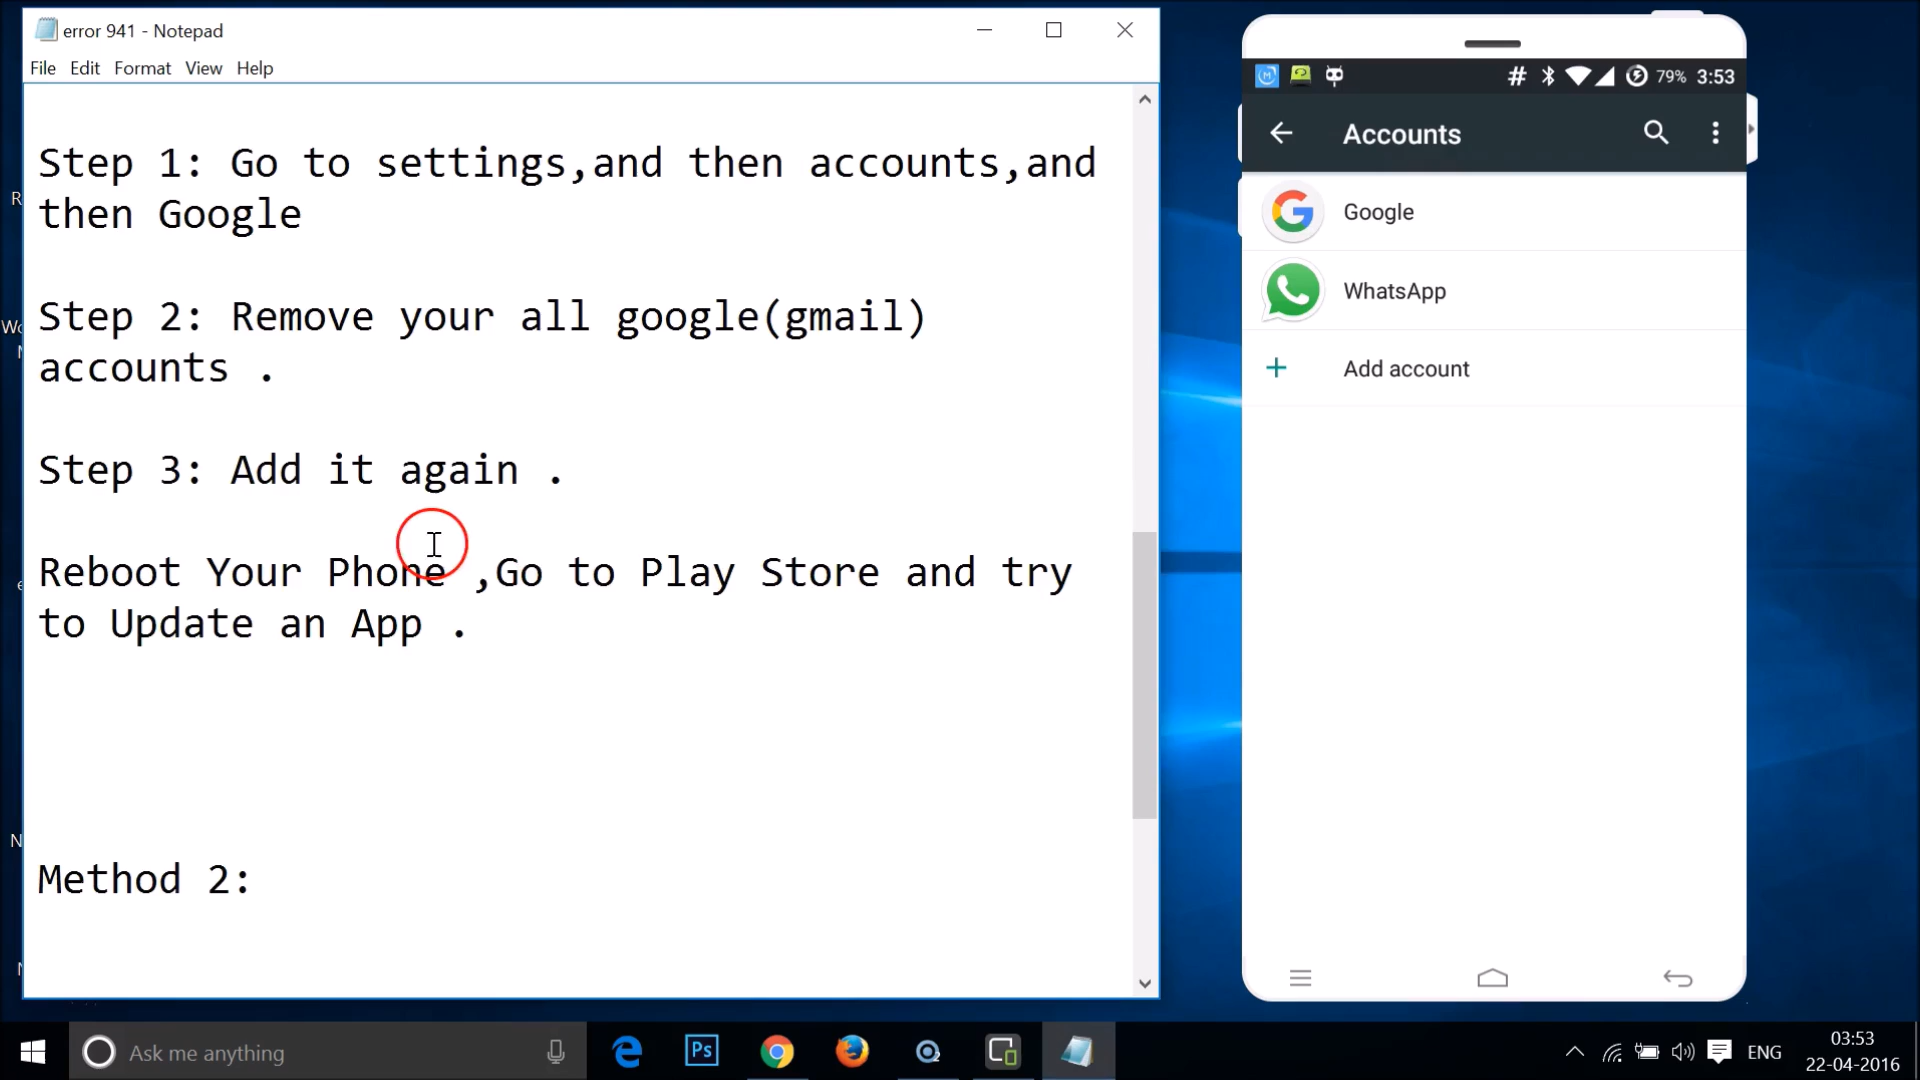 error 941 - Notepad
File Edit Format View Help
Step 1: Go to settings,and then accounts,and
then Google
Step 2: Remove your all google(gmail)
accounts .
Step 3: Add it again .
Reboot Your Phone ,Go to Play Store and try
to Update an App .
Method 2:
79% 3:53
Accounts
Google
WhatsApp
+ Add account
Ask me anything
Ps
ENG
03:53
22-04-2016